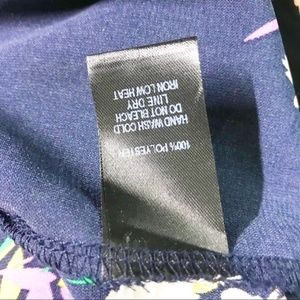 100% POLYESTER
HAND WASH COLD
DO NOT BLEACH
LINE DRY
IRON LOW HEAT